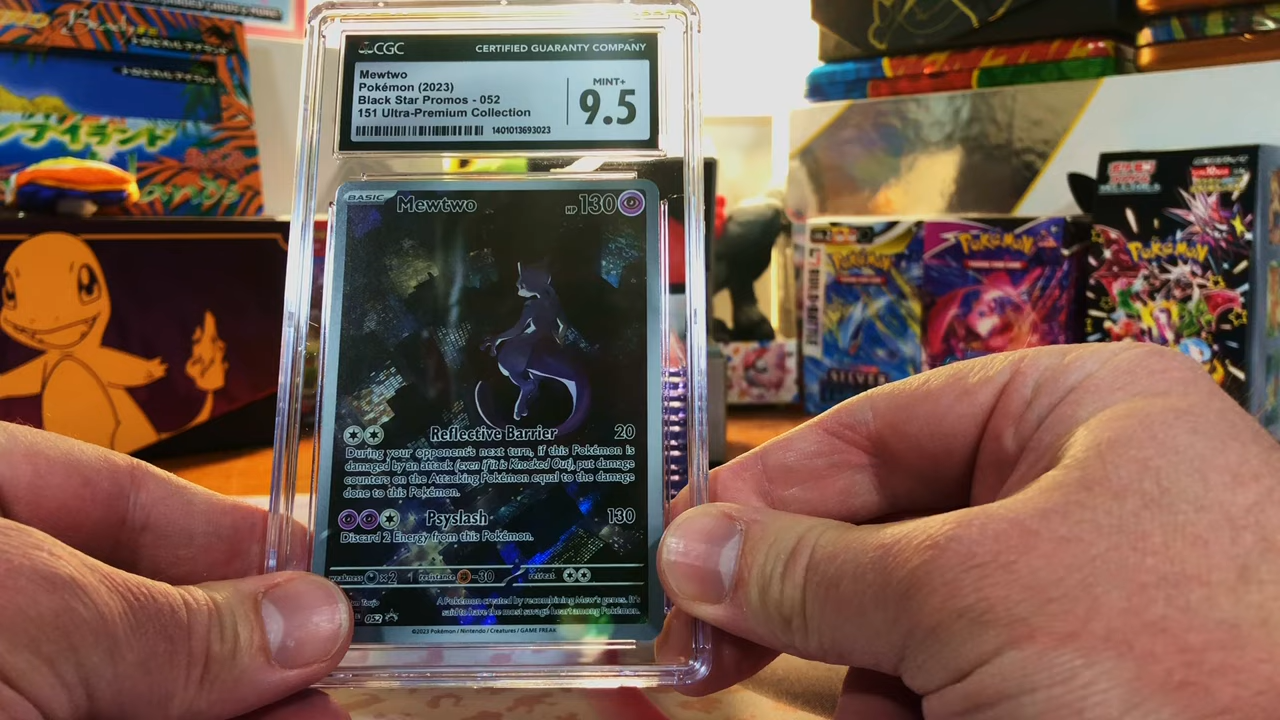 CGC
CERTIFIED GUARANTY COMPANY
Mewtwo
Pokémon (2023)
Black Star Promos - 052
151 Ultra-Premium Collection
MINT+
9.5
1401013693023
BASIC
Mewtwo
HP 130
Reflective Barrier 20
During your opponent's next turn, if this Pokémon is
damaged by an attack (even if it is Knocked Out), put damage
counters on the Attacking Pokémon equal to the damage
done to this Pokémon.
Psyslash 130
Discard 2 Energy from this Pokémon.
weakness ×2 resistance -30 retreat
A Pokémon created by recombining Mew's genes. It's
said to have the most savage heart among Pokémon.
052
©2023 Pokémon / Nintendo / Creatures / GAME FREAK
POKÉMON
SILVER
POKÉMON
POKÉMON